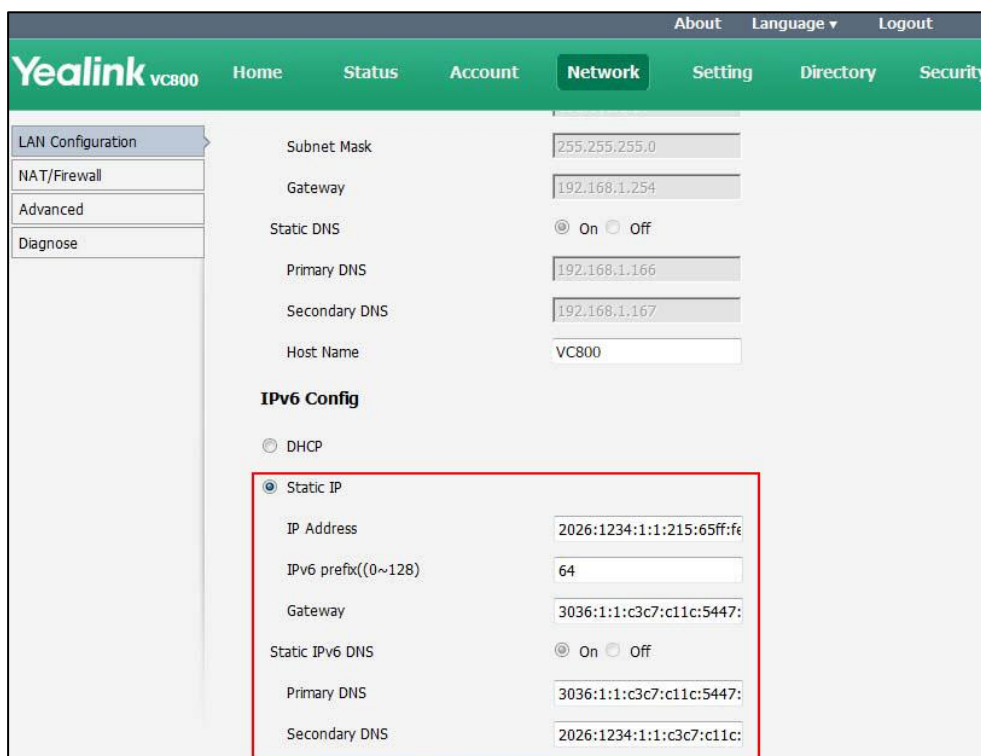 About Language ▾ Logout
Yealink VC800 Home Status Account Network Setting Directory Security
LAN Configuration
NAT/Firewall
Advanced
Diagnose
Subnet Mask 255.255.255.0
Gateway 192.168.1.254
Static DNS On Off
Primary DNS 192.168.1.166
Secondary DNS 192.168.1.167
Host Name VC800
IPv6 Config
DHCP
Static IP
IP Address 2026:1234:1:1:215:65ff:fe
IPv6 prefix((0~128) 64
Gateway 3036:1:1:c3c7:c11c:5447:
Static IPv6 DNS On Off
Primary DNS 3036:1:1:c3c7:c11c:5447:
Secondary DNS 2026:1234:1:1:c3c7:c11c: